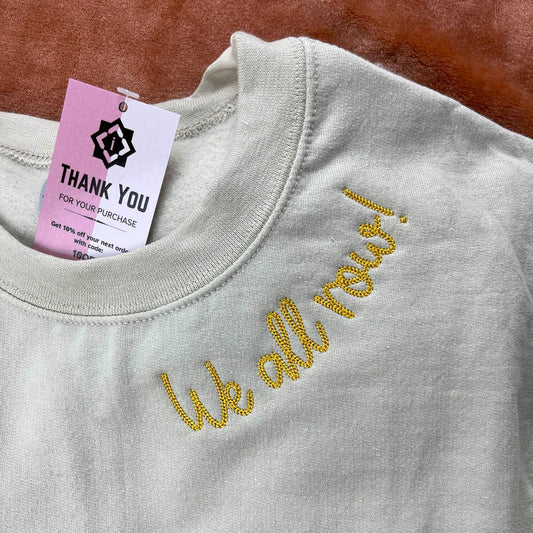 THANK YOU
FOR YOUR PURCHASE
Get 10% off your next order
with code:
We all row!